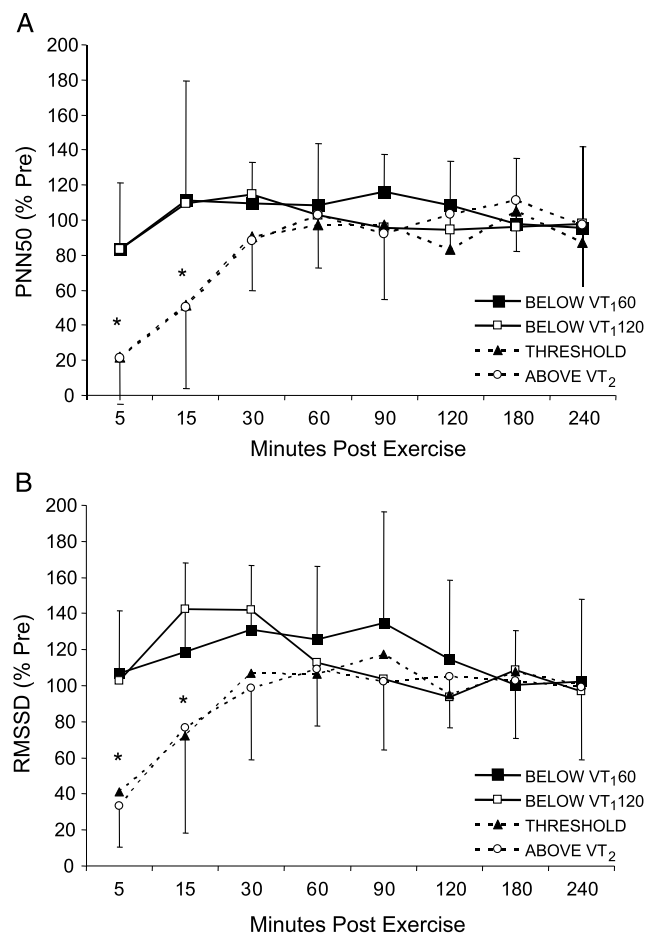 A
200
180
160
140
120
100
80
60
40
20
0
PNN50 (% Pre)
*
*
BELOW VT₁60
BELOW VT₁120
THRESHOLD
ABOVE VT₂
5 15 30 60 90 120 180 240
Minutes Post Exercise
B
200
180
160
140
120
100
80
60
40
20
0
RMSSD (% Pre)
*
*
BELOW VT₁60
BELOW VT₁120
THRESHOLD
ABOVE VT₂
5 15 30 60 90 120 180 240
Minutes Post Exercise